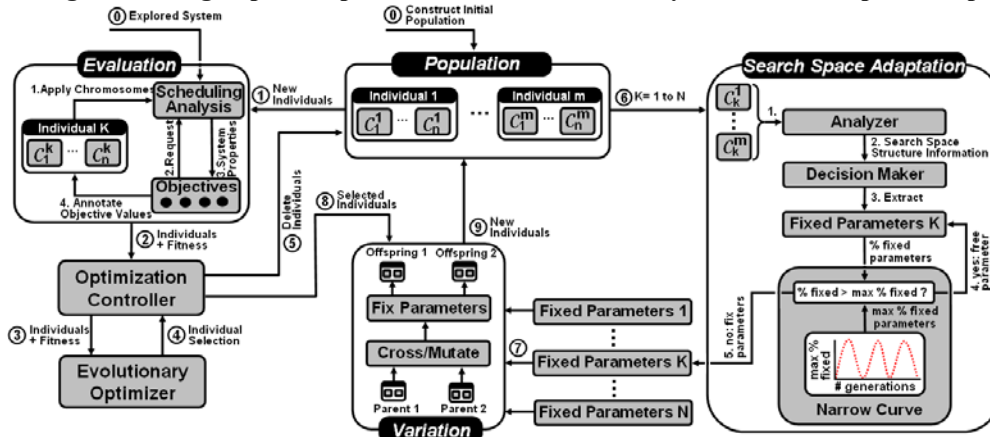 0 Explored System
0 Construct Initial
Population
Evaluation
1.Apply Chromosomes
Scheduling
Analysis
Individual K
C₁ᵏ ... Cₙᵏ
2.Request
3.System
Properties
Objectives
4. Annotate
Objective Values
1 New
Individuals
Population
Individual 1
C₁¹ ... Cₙ¹
...
Individual m
C₁ᵐ ... Cₙᵐ
6 K= 1 to N
2 Individuals
+ Fitness
Optimization
Controller
3 Individuals
+ Fitness
4 Individual
Selection
Evolutionary
Optimizer
5 Delete
Individuals
8 Selected
Individuals
9 New
Individuals
Offspring 1 Offspring 2
Fix Parameters
Cross/Mutate
Parent 1 Parent 2
Variation
7
Fixed Parameters 1
Fixed Parameters K
Fixed Parameters N
Search Space Adaptation
Cₖ¹
Cₖᵐ
1.
Analyzer
2. Search Space
Structure Information
Decision Maker
3. Extract
Fixed Parameters K
% fixed
parameters
4. yes: free
parameter
% fixed > max % fixed ?
5. no: fix
parameters
max % fixed
parameters
max %
fixed
# generations
Narrow Curve